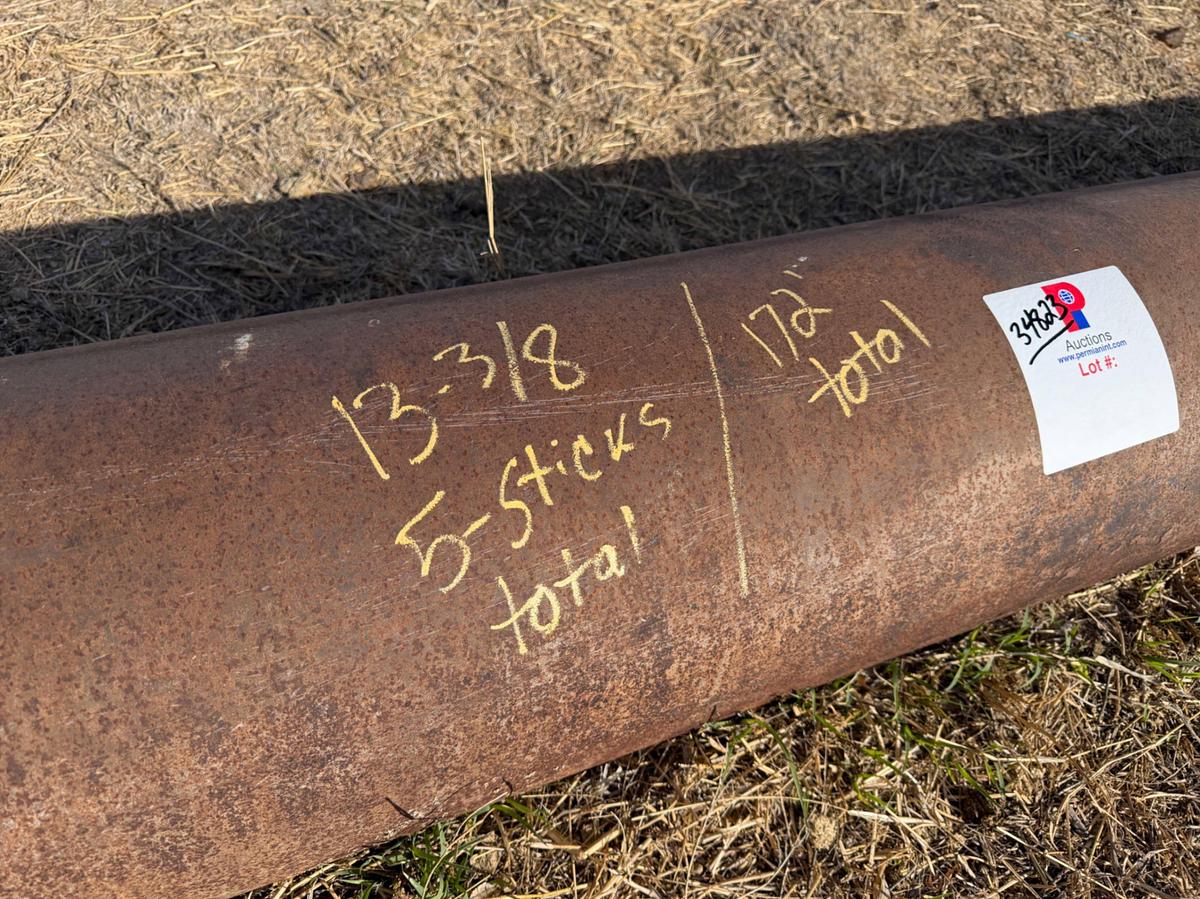 13-3/8
5-Sticks
total
172'
total
34823
Auctions
www.permianint.com
Lot #: